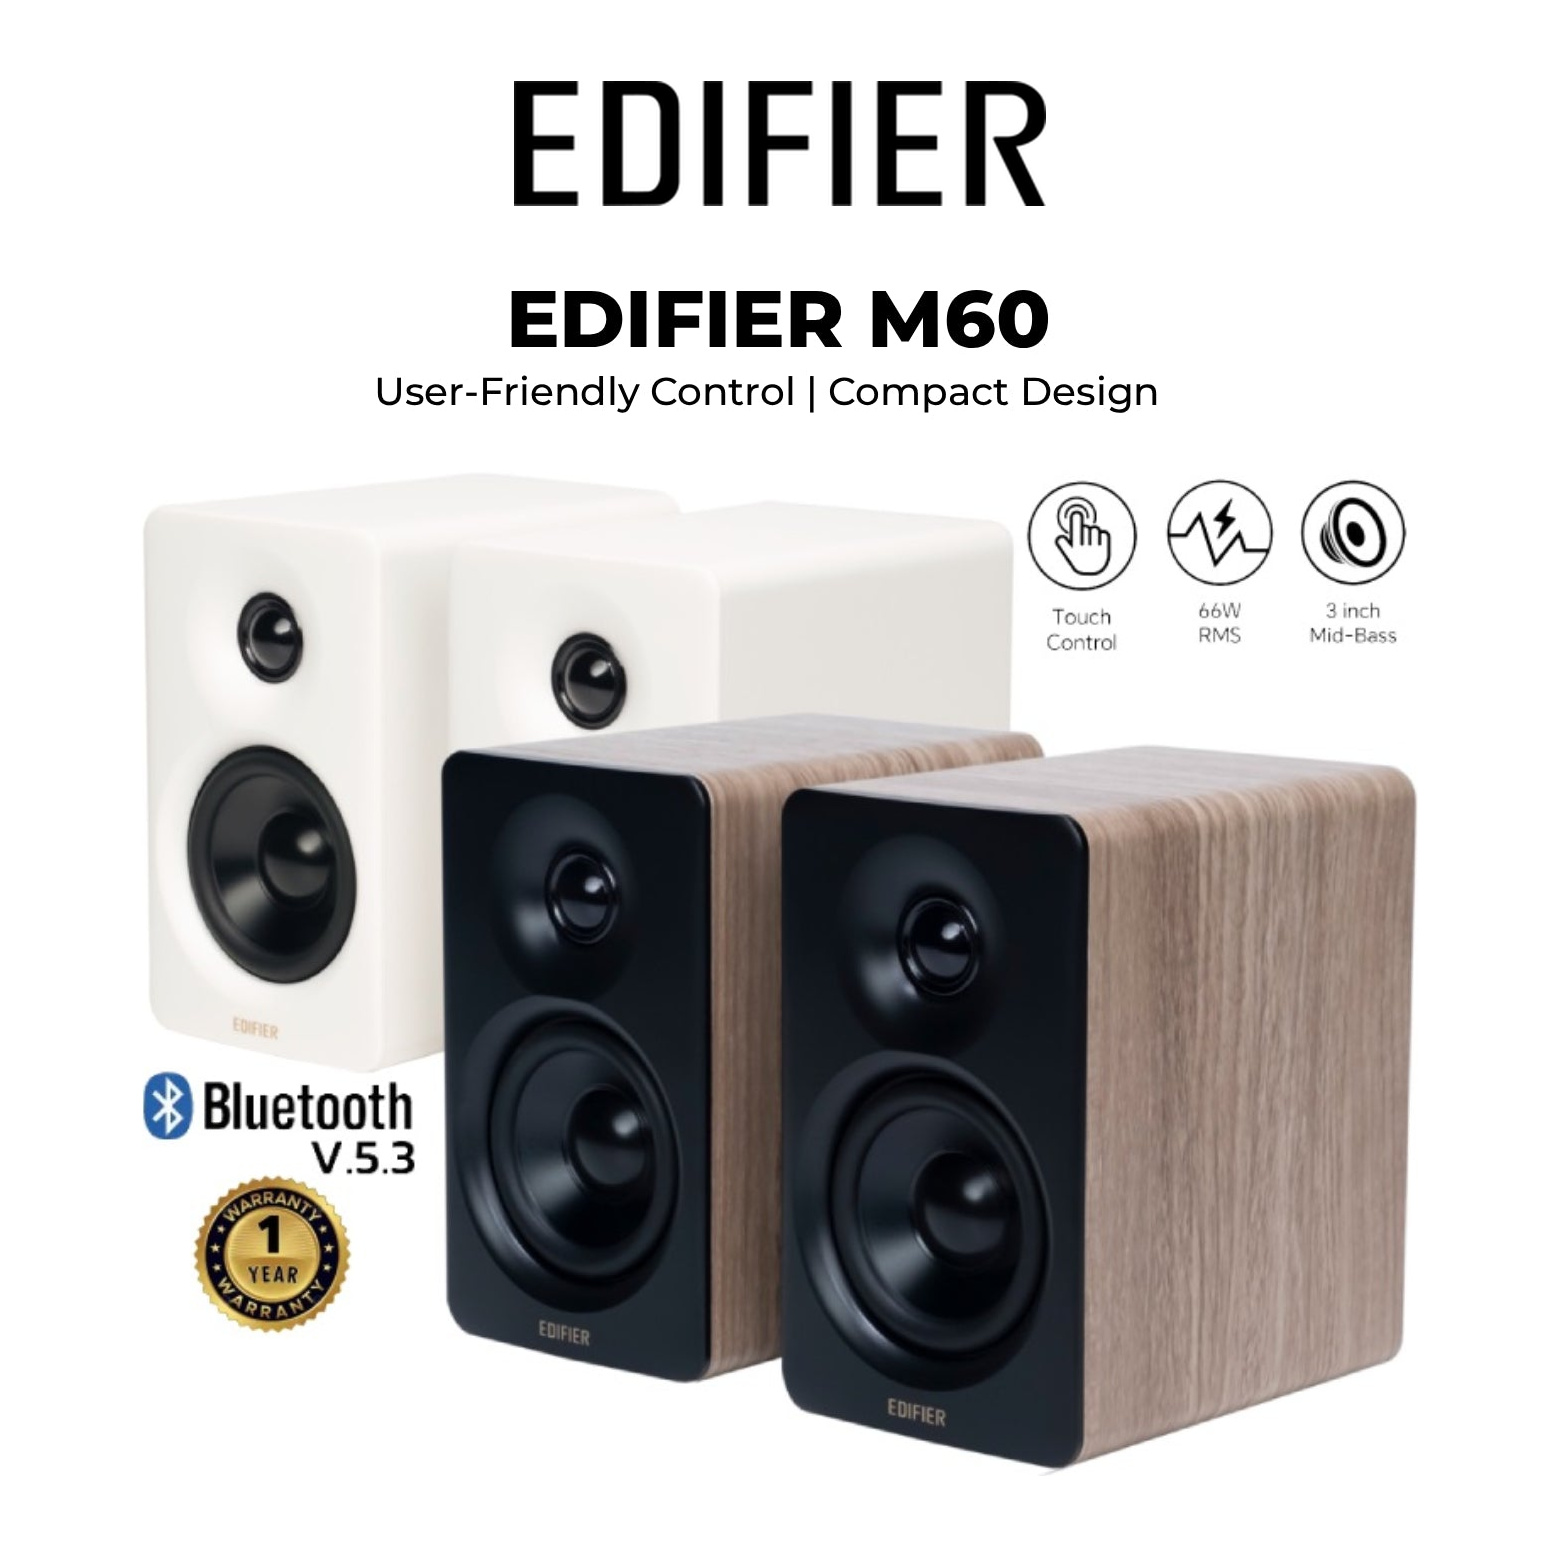 EDIFIER
EDIFIER M60
User-Friendly Control | Compact Design
Touch
Control
66W
RMS
3 inch
Mid-Bass
EDIFIER
Bluetooth
V.5.3
WARRANTY
1
YEAR
WARRANTY
EDIFIER
EDIFIER